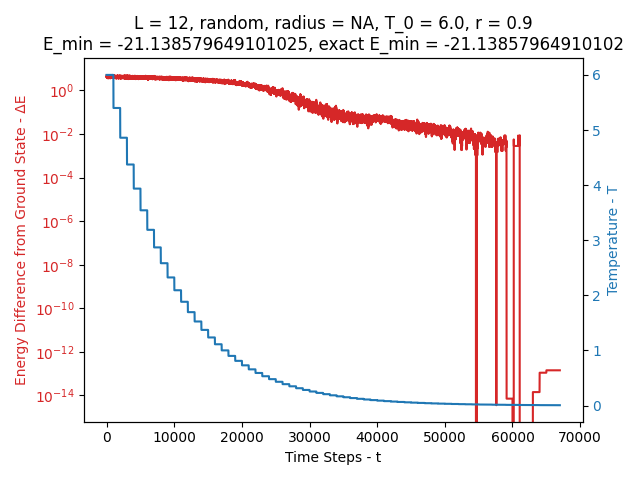 L = 12, random, radius = NA, T_0 = 6.0, r = 0.9
E_min = -21.138579649101025, exact E_min = -21.13857964910102
Energy Difference from Ground State - ΔE
10^0
10^-2
10^-4
10^-6
10^-8
10^-10
10^-12
10^-14
6
5
4
3
2
1
0
Temperature - T
0 10000 20000 30000 40000 50000 60000 70000
Time Steps - t